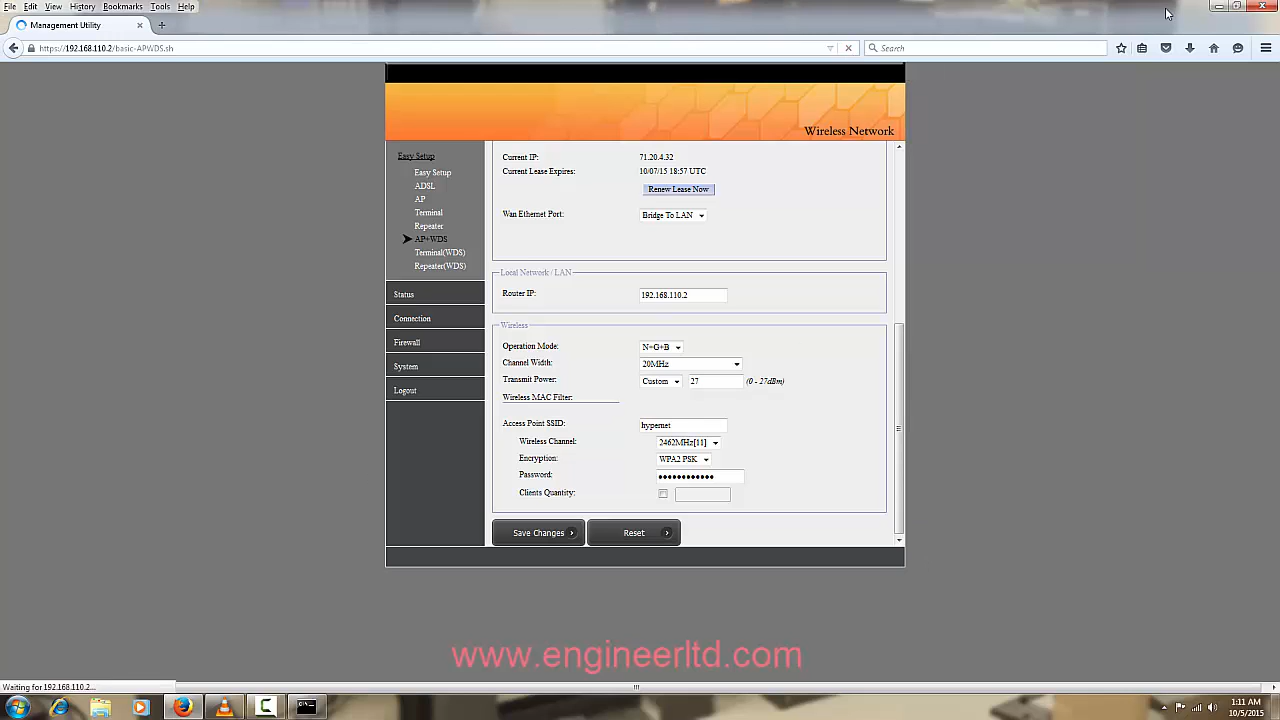 File Edit View History Bookmarks Tools Help
Management Utility
https://192.168.110.2/basic-APWDS.sh
Search
Wireless Network
Easy Setup
Easy Setup
ADSL
AP
Terminal
Repeater
AP+WDS
Terminal(WDS)
Repeater(WDS)
Status
Connection
Firewall
System
Logout
Current IP: 71.20.4.32
Current Lease Expires: 10/07/15 18:57 UTC
Renew Lease Now
Wan Ethernet Port: Bridge To LAN
Local Network / LAN
Router IP: 192.168.110.2
Wireless
Operation Mode: N+G+B
Channel Width: 20MHz
Transmit Power: Custom 27 (0 - 27dBm)
Wireless MAC Filter:
Access Point SSID: hypernet
Wireless Channel: 2462MHz[11]
Encryption: WPA2 PSK
Password: ●●●●●●●●●●●●
Clients Quantity:
Save Changes Reset
www.engineerltd.com
Waiting for 192.168.110.2...
1:11 AM
10/5/2015